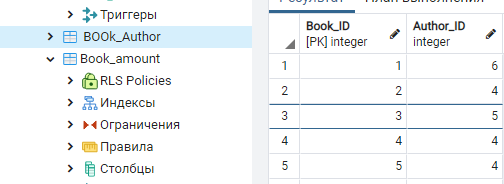 Триггеры
BOOk_Author
Book_amount
RLS Policies
Индексы
Ограничения
Правила
Столбцы
Book_ID
[PK] integer
Author_ID
integer
1 1 6
2 2 4
3 3 5
4 4 4
5 5 4